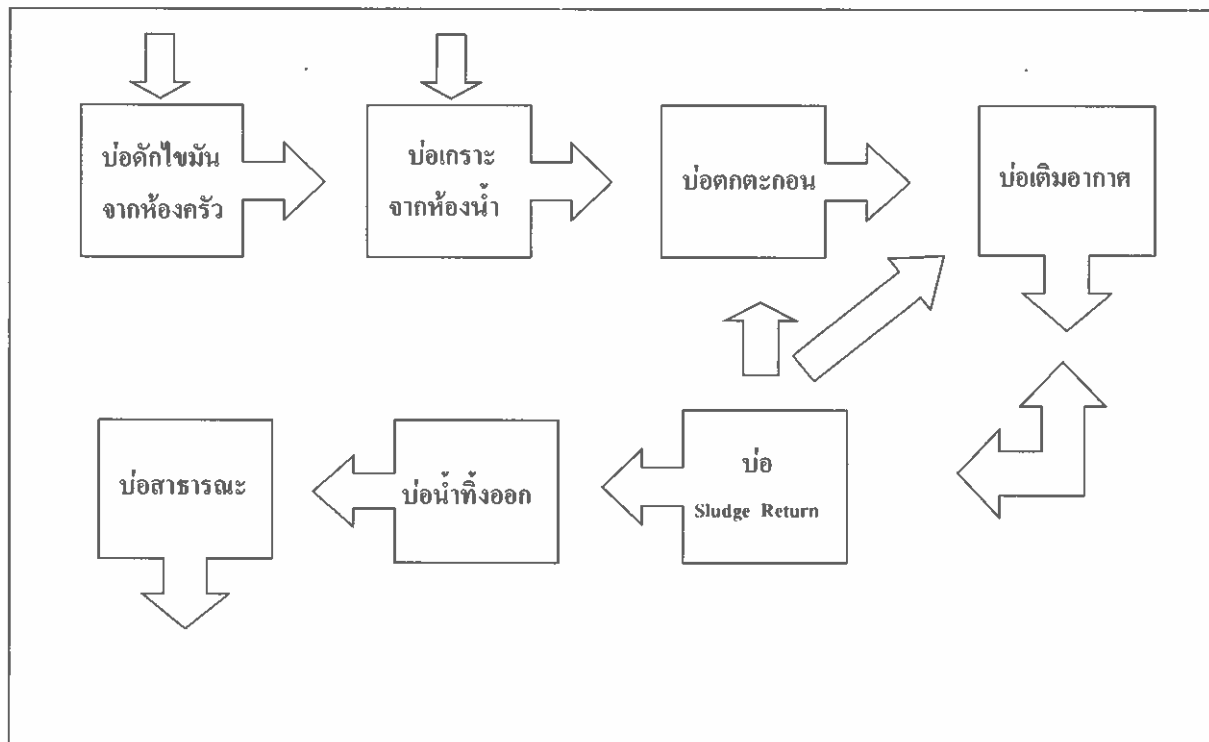 บ่อดักไขมัน
จากห้องครัว
บ่อเกราะ
จากห้องน้ำ
บ่อตกตะกอน
บ่อเติมอากาศ
บ่อสาธารณะ
บ่อน้ำทิ้งออก
บ่อ
Sludge Return